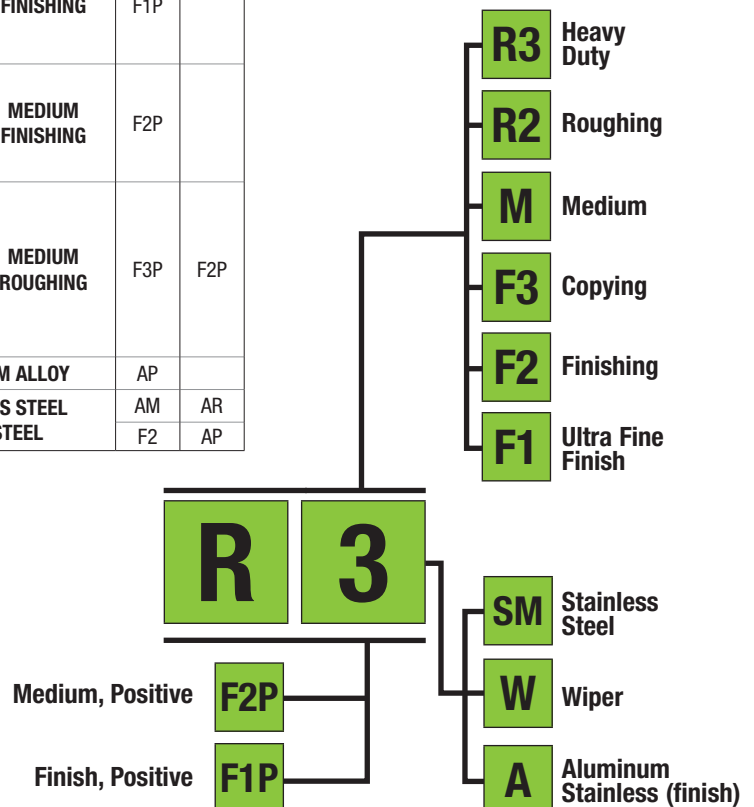 FINISHING F1P
MEDIUM
FINISHING
F2P
MEDIUM
ROUGHING
F3P F2P
M ALLOY AP
S STEEL AM AR
STEEL F2 AP
R3 Heavy
Duty
R2 Roughing
M Medium
F3 Copying
F2 Finishing
F1 Ultra Fine
Finish
R 3
SM Stainless
Steel
W Wiper
A Aluminum
Stainless (finish)
Medium, Positive F2P
Finish, Positive F1P